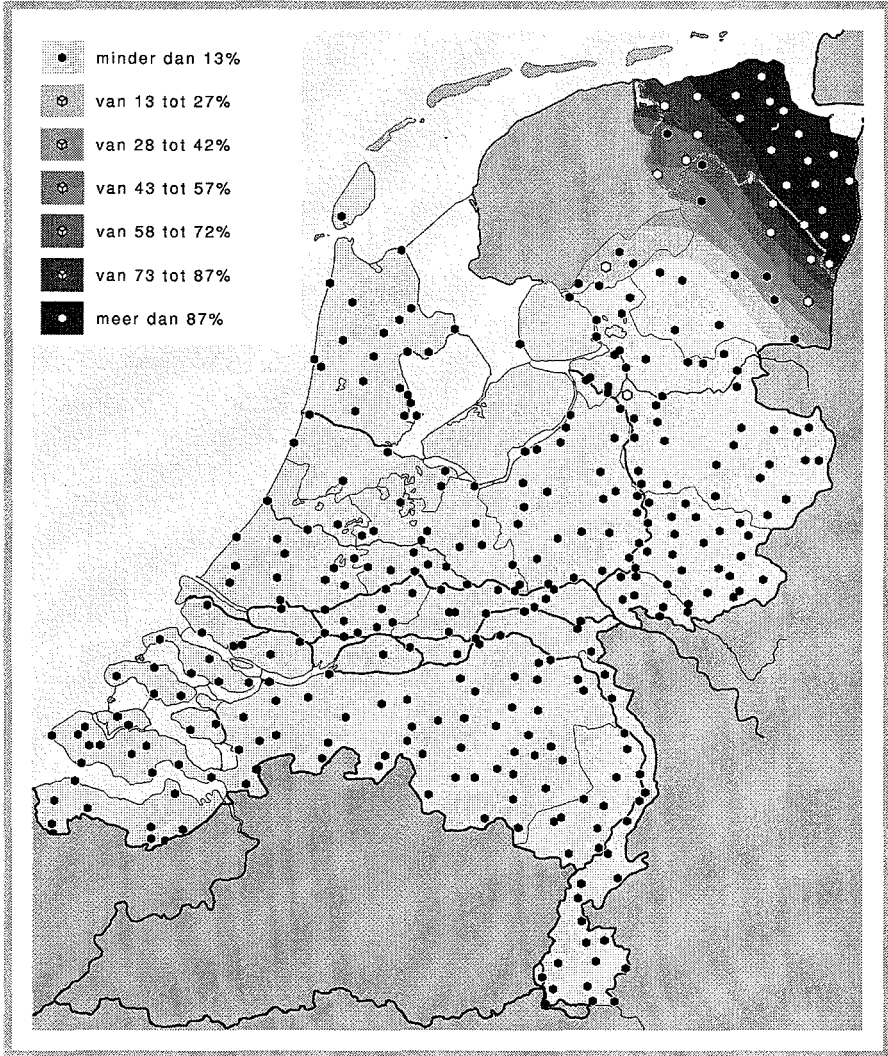 minder dan 13%
van 13 tot 27%
van 28 tot 42%
van 43 tot 57%
van 58 tot 72%
van 73 tot 87%
meer dan 87%